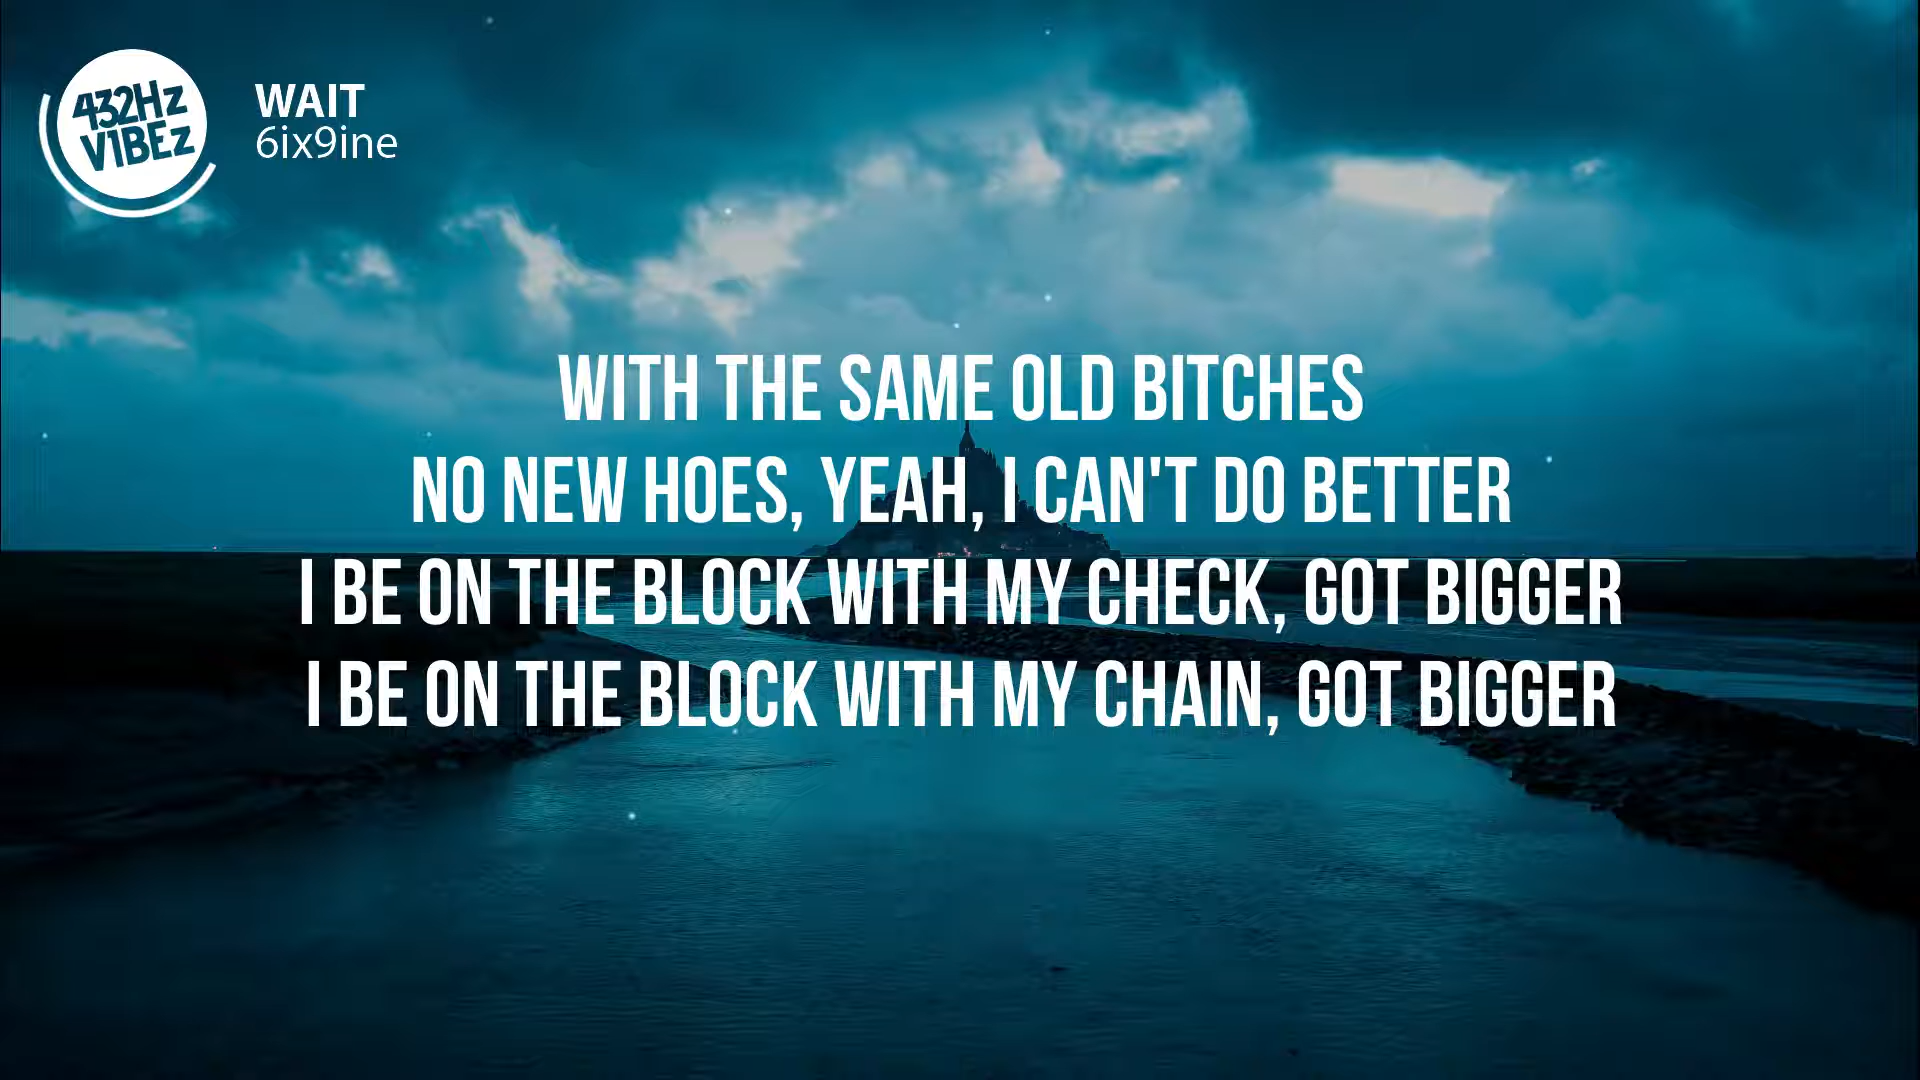 432Hz
V1BEz
WAIT
6ix9ine
WITH THE SAME OLD BITCHES
NO NEW HOES, YEAH, I CAN'T DO BETTER
I BE ON THE BLOCK WITH MY CHECK, GOT BIGGER
I BE ON THE BLOCK WITH MY CHAIN, GOT BIGGER